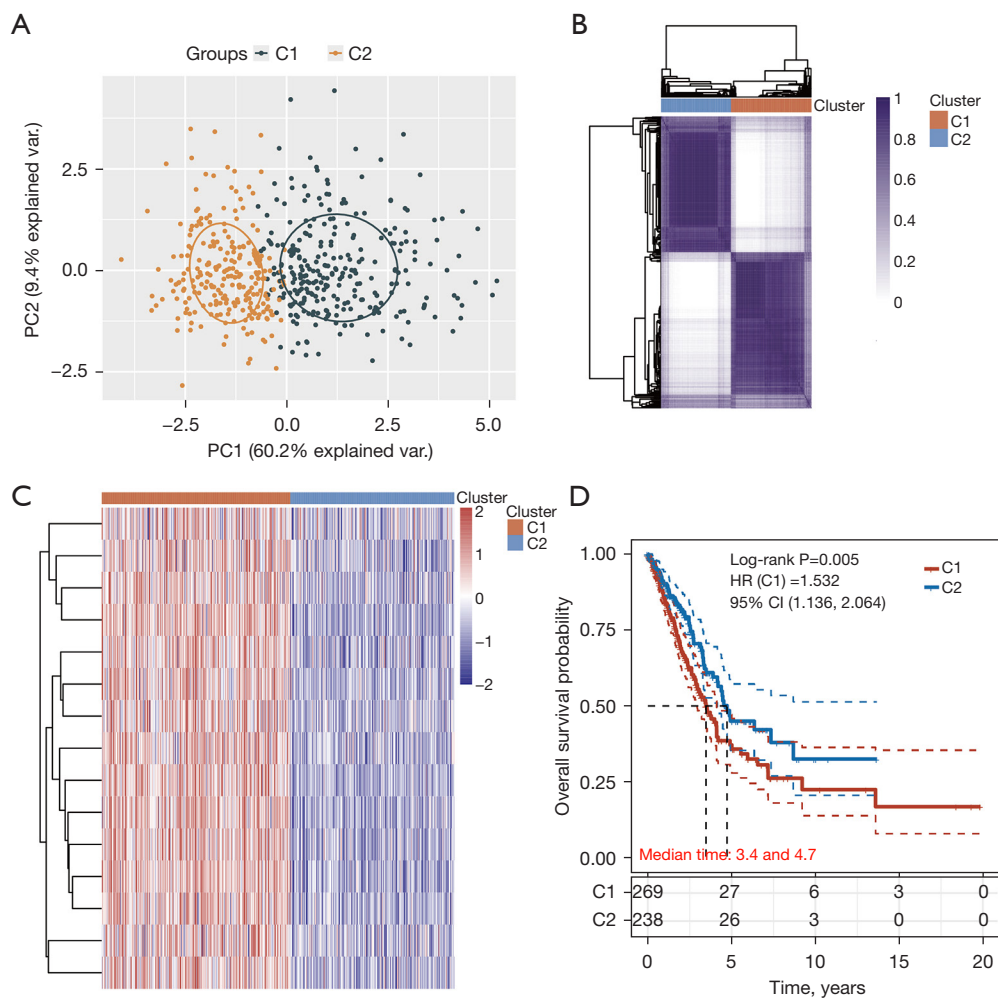 A
Groups C1 C2
PC2 (9.4% explained var.)
2.5
0.0
−2.5
−2.5 0.0 2.5 5.0
PC1 (60.2% explained var.)
B
Cluster
1
0.8
0.6
0.4
0.2
0
Cluster
C1
C2
C
Cluster
2
1
0
−1
−2
Cluster
C1
C2
D
Overall survival probability
1.00
0.75
0.50
0.25
0.00
Log-rank P=0.005
HR (C1) =1.532
95% CI (1.136, 2.064)
C1
C2
Median time: 3.4 and 4.7
C1 269 27 6 3 0
C2 238 26 3 0 0
0 5 10 15 20
Time, years